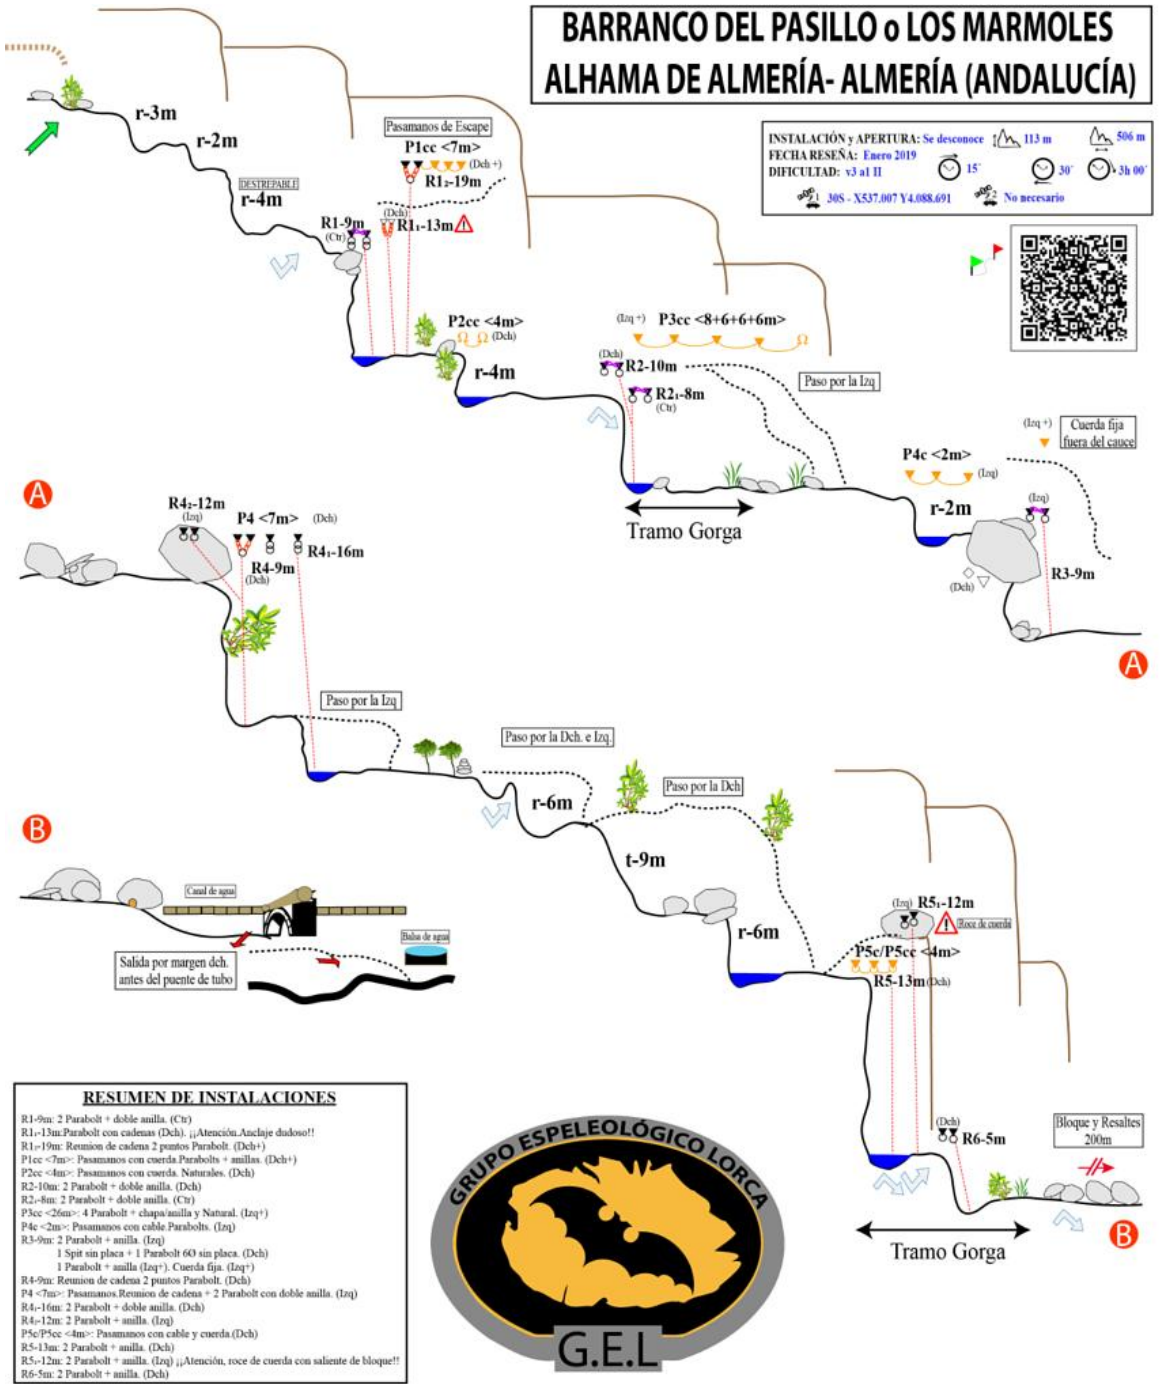 BARRANCO DEL PASILLO o LOS MARMOLES
ALHAMA DE ALMERÍA- ALMERÍA (ANDALUCÍA)
INSTALACIÓN y APERTURA: Se desconoce 113 m 506 m
FECHA RESEÑA: Enero 2019
DIFICULTAD: v3 a1 II 15´ 30´ 3h 00´
1 30S - X537.007 Y4.088.691 2 No necesario
r-3m
r-2m
DESTREPABLE
r-4m
Pasamanos de Escape
P1cc <7m>
(Dch +)
R1₂-19m
R1-9m
(Ctr)
(Dch)
R1₁-13m
P2cc <4m>
(Dch)
r-4m
(Izq +)
P3cc <8+6+6+6m>
(Dch)
R2-10m
R2₁-8m
(Ctr)
Paso por la Izq
Tramo Gorga
P4c <2m>
(Izq)
r-2m
(Izq +)
Cuerda fija
fuera del cauce
(Izq)
R3-9m
(Dch)
A
A
R4₂-12m
(Izq)
P4 <7m>
(Dch)
R4₁-16m
R4-9m
(Dch)
Paso por la Izq
Paso por la Dch. e Izq.
r-6m
Paso por la Dch
t-9m
r-6m
(Izq)
R5₁-12m
Roce de cuerda
P5c/P5cc <4m>
R5-13m (Dch)
(Dch)
R6-5m
Bloque y Resaltes
200m
Tramo Gorga
B
B
Canal de agua
Balsa de agua
Salida por margen dch.
antes del puente de tubo
RESUMEN DE INSTALACIONES
R1-9m: 2 Parabolt + doble anilla. (Ctr)
R1₁-13m:Parabolt con cadenas (Dch). ¡¡Atención.Anclaje dudoso!!
R1₂-19m: Reunion de cadena 2 puntos Parabolt. (Dch+)
P1cc <7m>: Pasamanos con cuerda.Parabolts + anillas. (Dch+)
P2cc <4m>: Pasamanos con cuerda. Naturales. (Dch)
R2-10m: 2 Parabolt + doble anilla. (Dch)
R2₁-8m: 2 Parabolt + doble anilla. (Ctr)
P3cc <26m>: 4 Parabolt + chapa/anilla y Natural. (Izq+)
P4c <2m>: Pasamanos con cable.Parabolts. (Izq)
R3-9m: 2 Parabolt + anilla. (Izq)
1 Spit sin placa + 1 Parabolt 6Ø sin placa. (Dch)
1 Parabolt + anilla (Izq+). Cuerda fija. (Izq+)
R4-9m: Reunion de cadena 2 puntos Parabolt. (Dch)
P4 <7m>: Pasamanos.Reunion de cadena + 2 Parabolt con doble anilla. (Izq)
R4₁-16m: 2 Parabolt + doble anilla. (Dch)
R4₂-12m: 2 Parabolt + anilla. (Izq)
P5c/P5cc <4m>: Pasamanos con cable y cuerda.(Dch)
R5-13m: 2 Parabolt + anilla. (Dch)
R5₁-12m: 2 Parabolt + anilla. (Izq) ¡¡Atención, roce de cuerda con saliente de bloque!!
R6-5m: 2 Parabolt + anilla. (Dch)
GRUPO ESPELEOLÓGICO LORCA
G.E.L